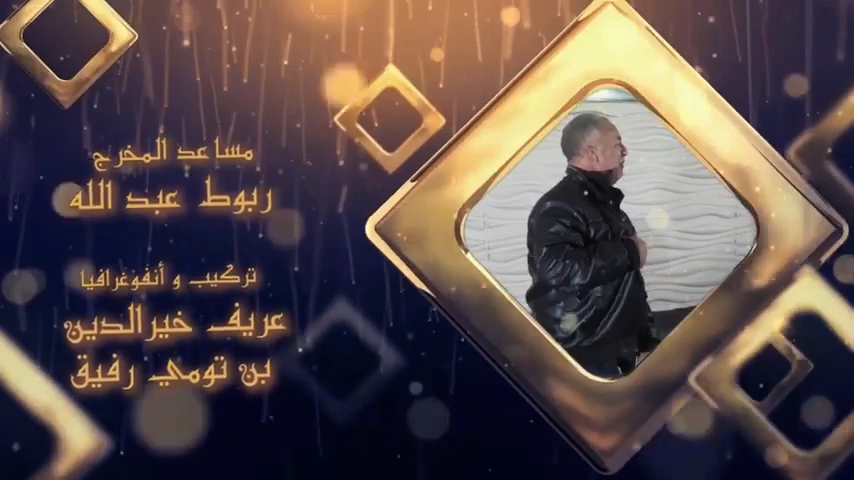 مساعد المخرج
ربوط عبد الله
تركيب و أنفوغرافيا
عريف خيرالدين
بن تومي رفيق